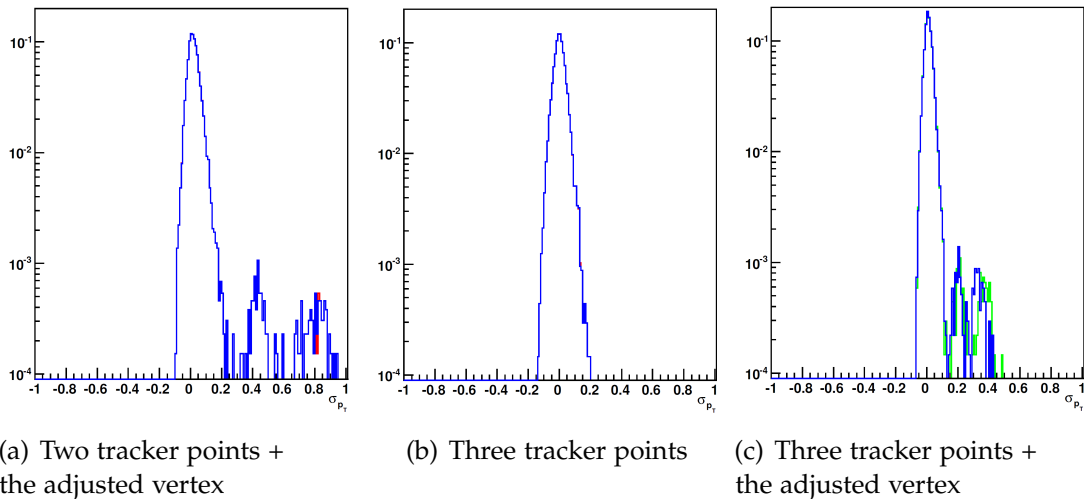 10⁻¹
10⁻²
10⁻³
10⁻⁴
-1 -0.8 -0.6 -0.4 -0.2 0 0.2 0.4 0.6 0.8 1
σ_{p_T}
10⁻¹
10⁻²
10⁻³
10⁻⁴
-1 -0.8 -0.6 -0.4 -0.2 0 0.2 0.4 0.6 0.8 1
σ_{p_T}
10⁻¹
10⁻²
10⁻³
10⁻⁴
-1 -0.8 -0.6 -0.4 -0.2 0 0.2 0.4 0.6 0.8 1
σ_{p_T}
(a) Two tracker points +
the adjusted vertex
(b) Three tracker points
(c) Three tracker points +
the adjusted vertex